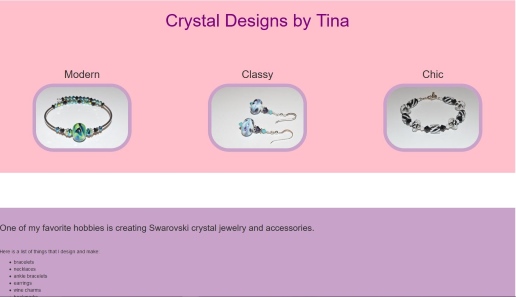 Crystal Designs by Tina
Modern Classy Chic
One of my favorite hobbies is creating Swarovski crystal jewelry and accessories.
Here is a list of things that I design and make:
bracelets
necklaces
ankle bracelets
earrings
wine charms